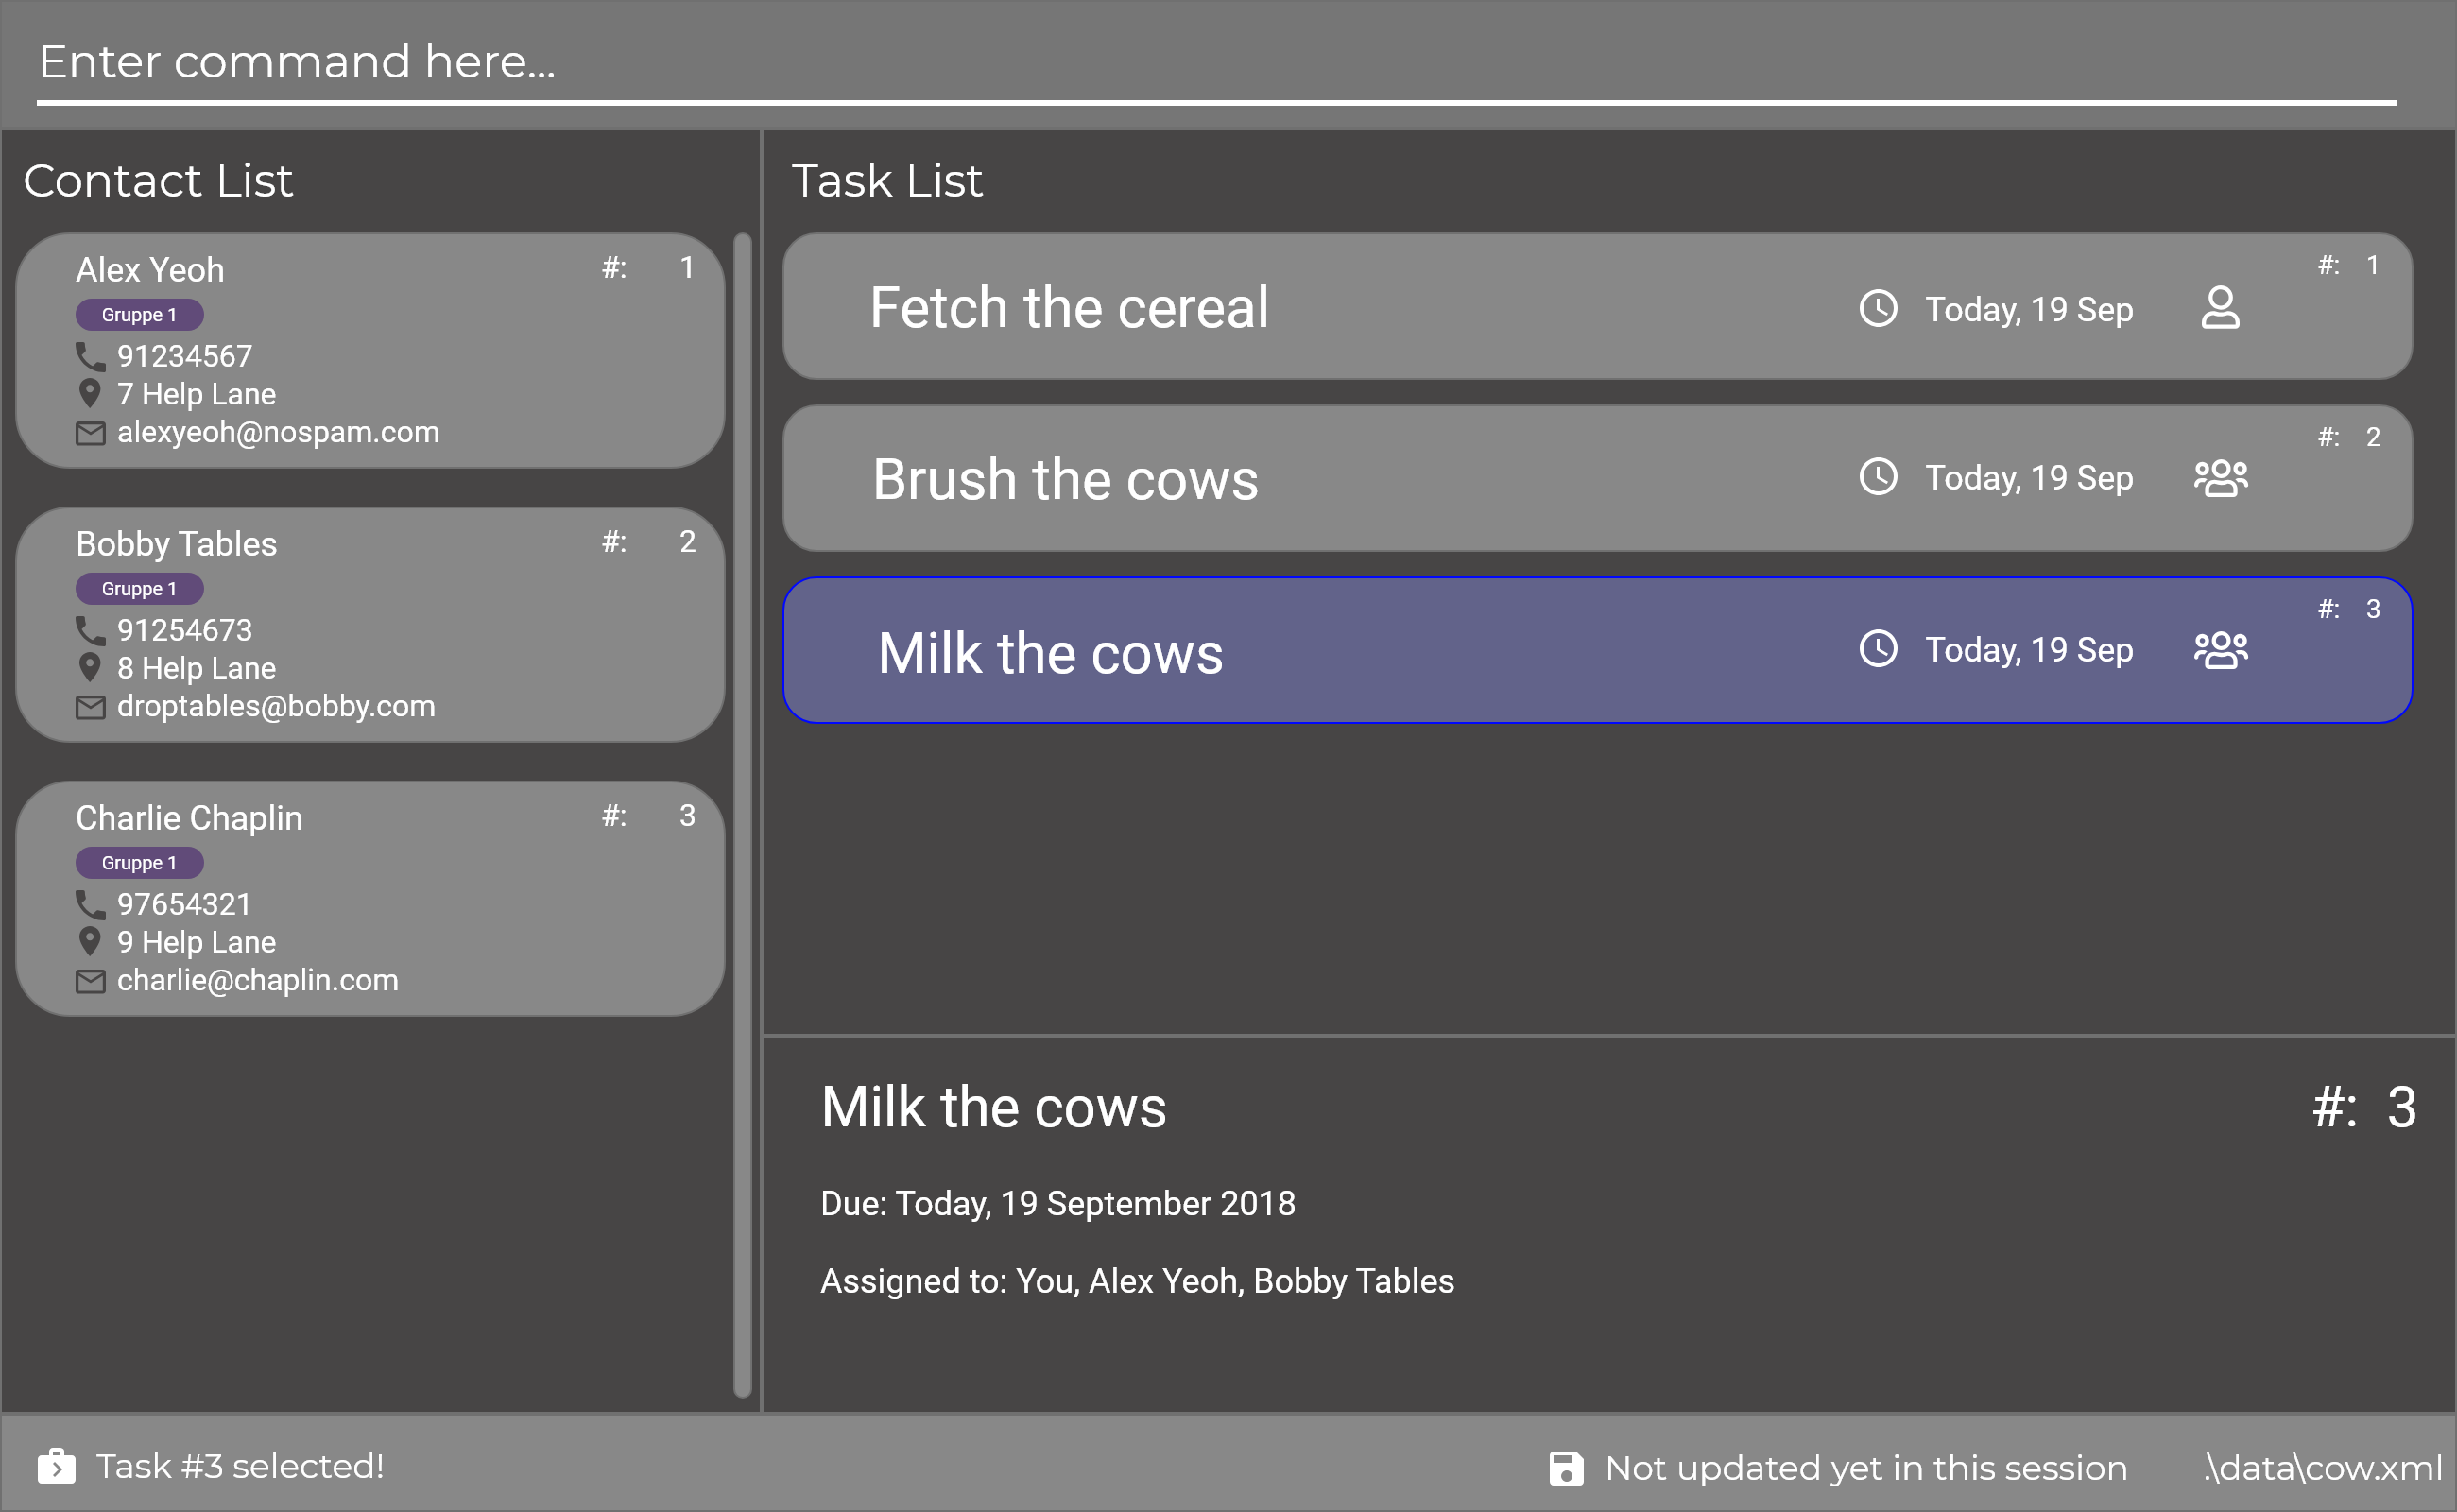 Enter command here...
Contact List
Alex Yeoh #: 1
Gruppe 1
91234567
7 Help Lane
alexyeoh@nospam.com
Bobby Tables #: 2
Gruppe 1
91254673
8 Help Lane
droptables@bobby.com
Charlie Chaplin #: 3
Gruppe 1
97654321
9 Help Lane
charlie@chaplin.com
Task List
#: 1
Fetch the cereal Today, 19 Sep
#: 2
Brush the cows Today, 19 Sep
#: 3
Milk the cows Today, 19 Sep
Milk the cows #: 3
Due: Today, 19 September 2018
Assigned to: You, Alex Yeoh, Bobby Tables
Task #3 selected! Not updated yet in this session .\data\cow.xml